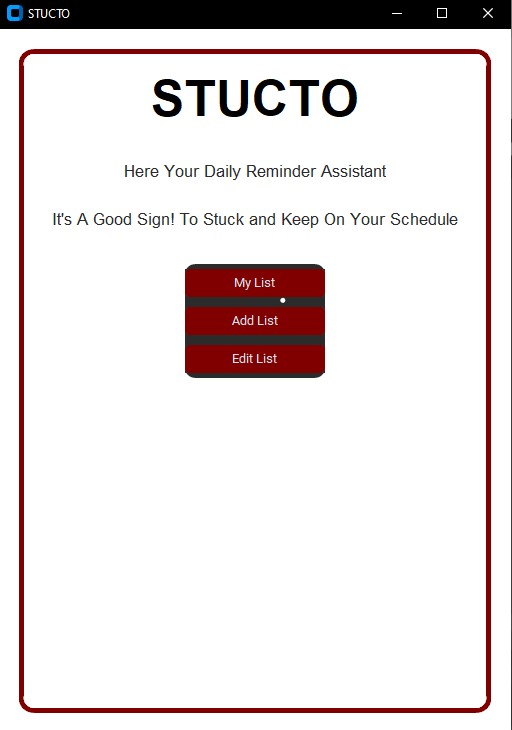 STUCTO
STUCTO
Here Your Daily Reminder Assistant
It's A Good Sign! To Stuck and Keep On Your Schedule
My List
Add List
Edit List